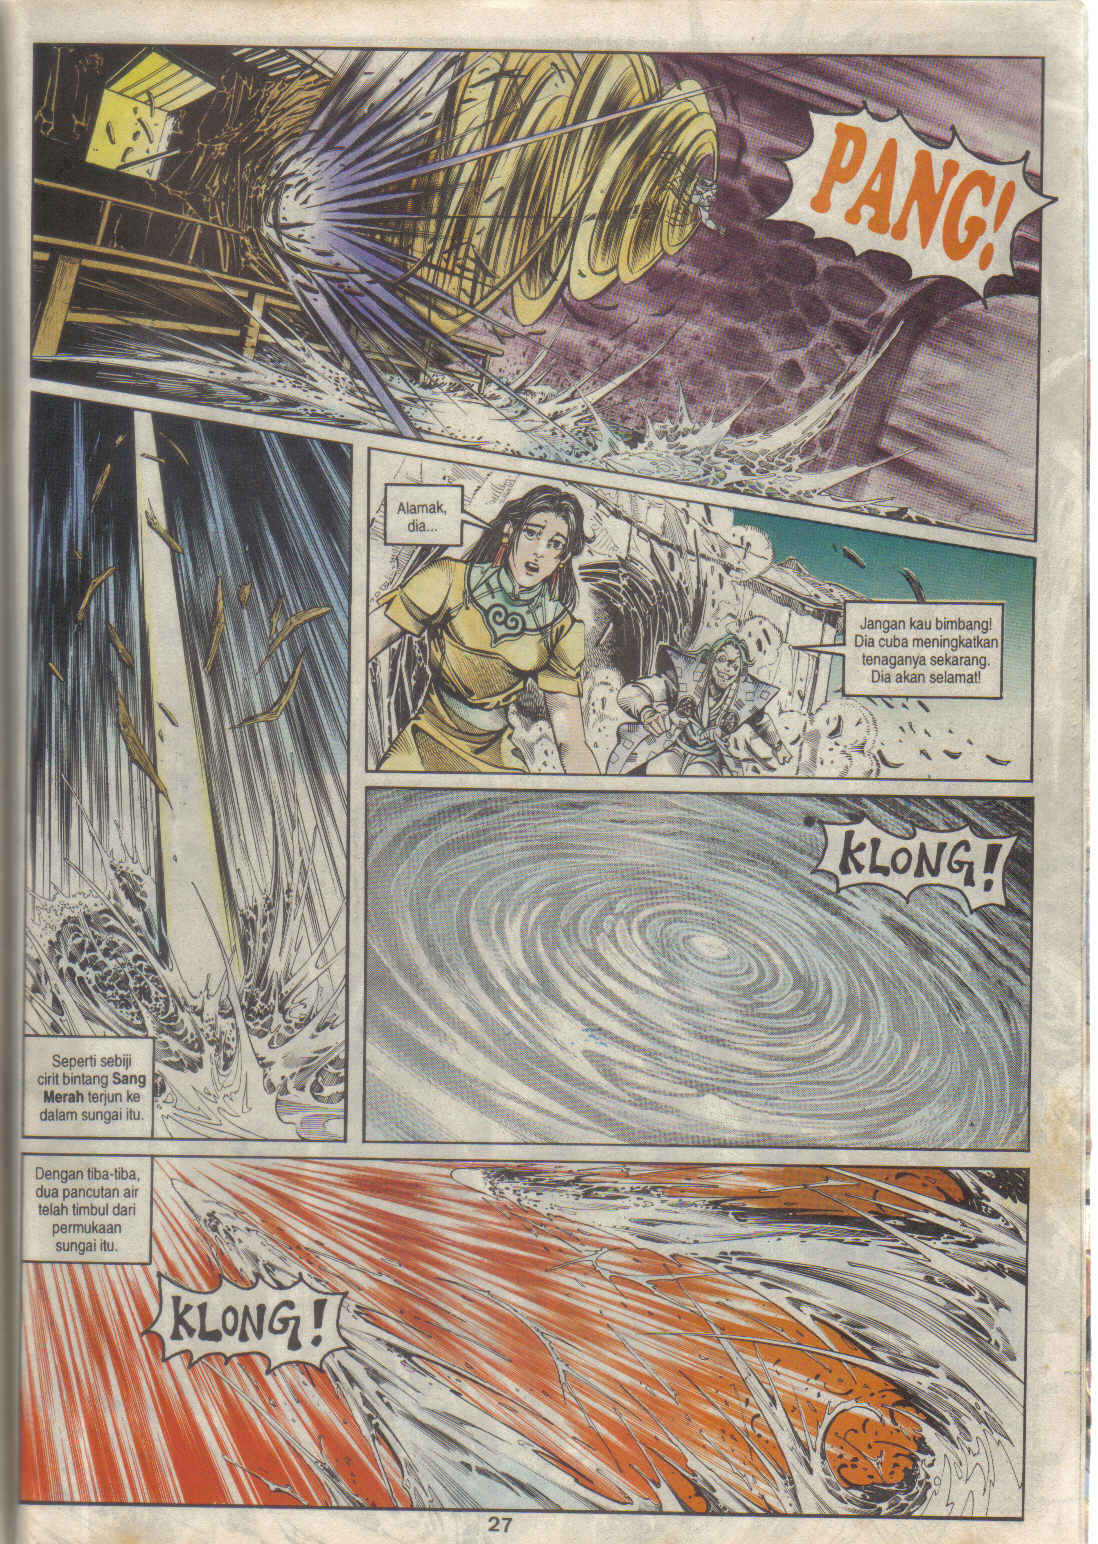 PANG!
Alamak,
dia...
Jangan kau bimbang!
Dia cuba meningkatkan
tenaganya sekarang.
Dia akan selamat!
KLONG!
Seperti sebiji
cirit bintang Sang
Merah terjun ke
dalam sungai itu.
Dengan tiba-tiba,
dua pancutan air
telah timbul dari
permukaan
sungai itu.
KLONG!
27